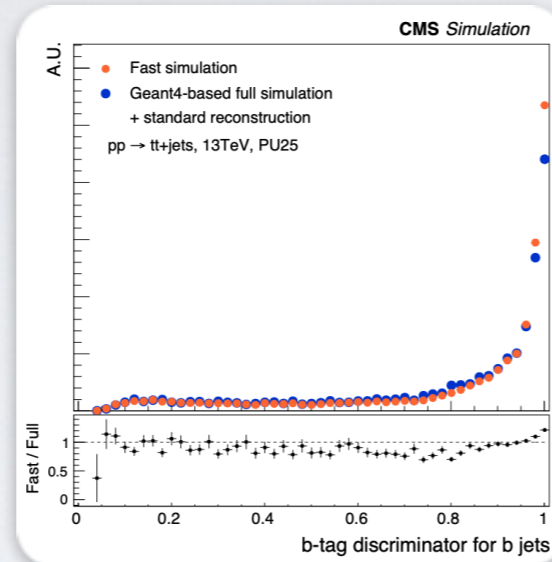 CMS Simulation
A.U.
Fast simulation
Geant4-based full simulation
+ standard reconstruction
pp → tt+jets, 13TeV, PU25
Fast / Full
1
0.5
0
0 0.2 0.4 0.6 0.8 1
b-tag discriminator for b jets